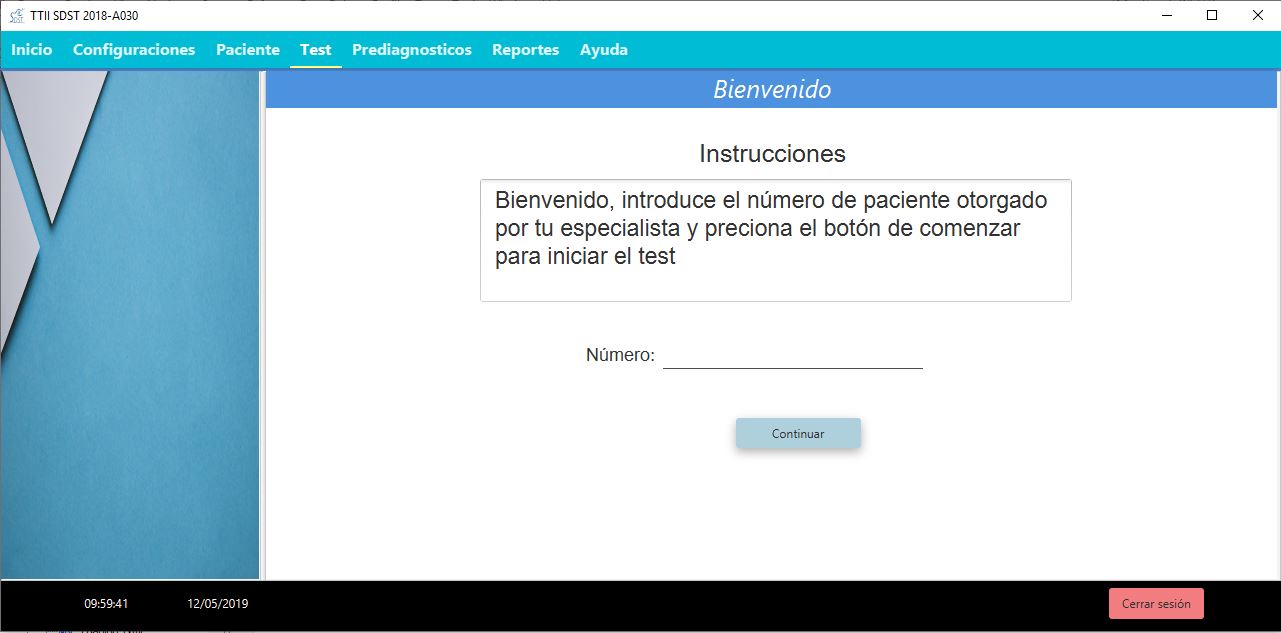 TTII SDST 2018-A030
Inicio Configuraciones Paciente Test Prediagnosticos Reportes Ayuda
Bienvenido
Instrucciones
Bienvenido, introduce el número de paciente otorgado
por tu especialista y preciona el botón de comenzar
para iniciar el test
Número:
Continuar
09:59:41 12/05/2019 Cerrar sesión